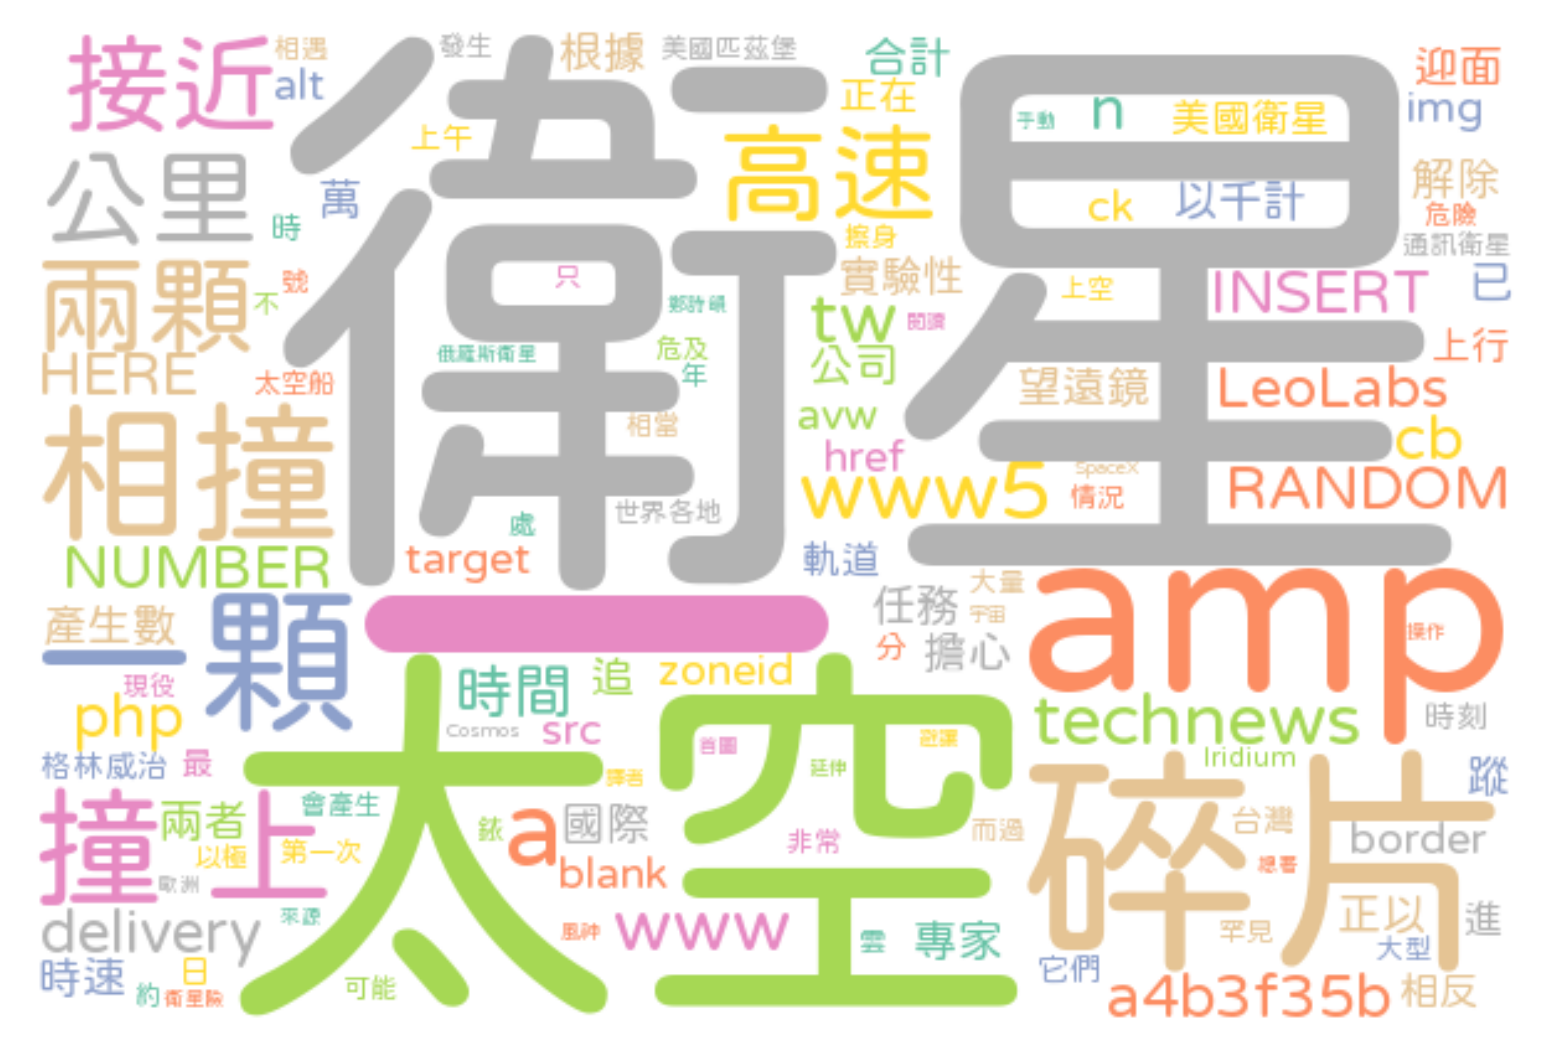 衛星
太空
一
amp
碎片
相撞
顆
一
撞上
接近
高速
公里
兩顆
相遇
alt
發生
根據
美國匹茲堡
合計
正在
迎面
img
手動
n
美國衛星
上午
萬
時
ck
以千計
解除
危險
擦身
通訊衛星
實驗性
只
號
不
上空
INSERT
已
tw
閱讀
HERE
太空船
俄羅斯衛星
危及
年
公司
上行
望遠鏡
LeoLabs
相當
avw
href
cb
SpaceX
www5
情況
RANDOM
世界各地
處
NUMBER
target
軌道
任務
大量
宇宙
產生數
分
擔心
操作
時間
追
zoneid
現役
php
Cosmos
src
首圖
避讓
technews
時刻
格林威治
最
譯者
延伸
Iridium
蹤
兩者
會產生
以極
第一次
歐洲
銥
a
國際
blank
非常
而過
台灣
總署
border
delivery
來源
風神
www
雲
專家
罕見
正以
大型
進
時速
日
約
衛星險
可能
它們
a4b3f35b
相反